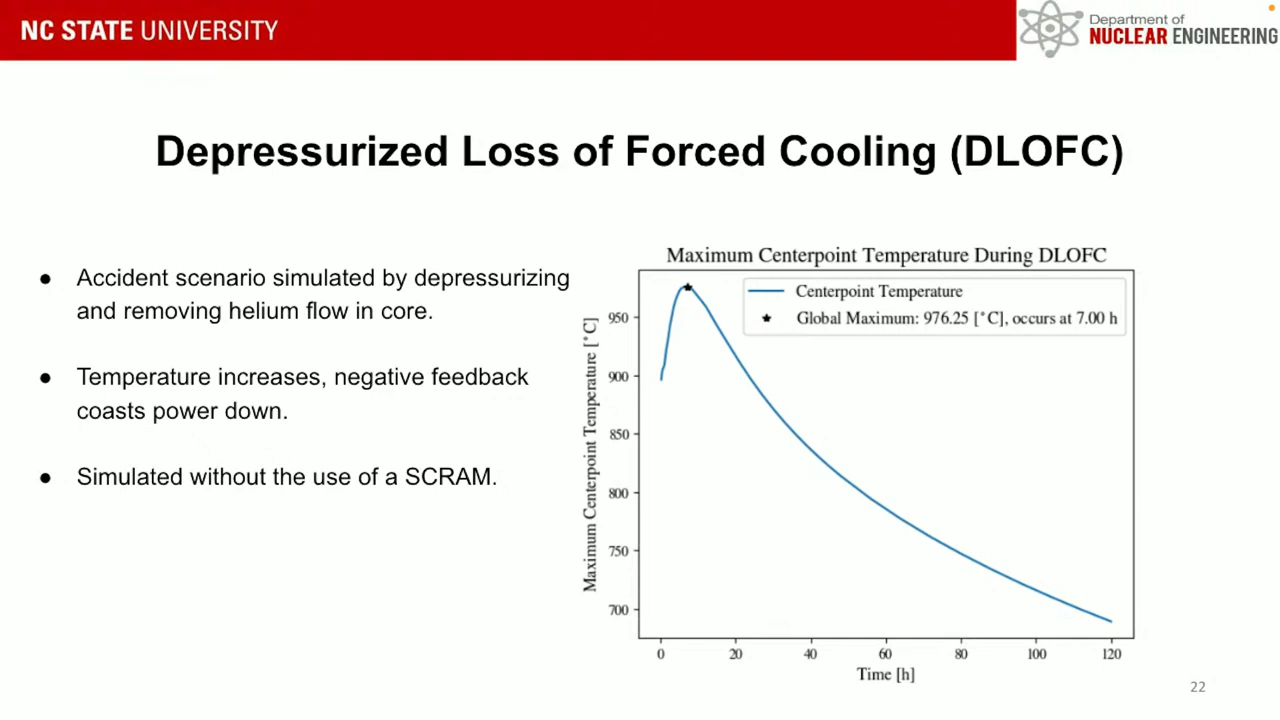 NC STATE UNIVERSITY
Department of
NUCLEAR ENGINEERING
Depressurized Loss of Forced Cooling (DLOFC)
● Accident scenario simulated by depressurizing
and removing helium flow in core.
● Temperature increases, negative feedback
coasts power down.
● Simulated without the use of a SCRAM.
Maximum Centerpoint Temperature During DLOFC
Centerpoint Temperature
Global Maximum: 976.25 [°C], occurs at 7.00 h
Maximum Centerpoint Temperature [°C]
950
900
850
800
750
700
0 20 40 60 80 100 120
Time [h]
22